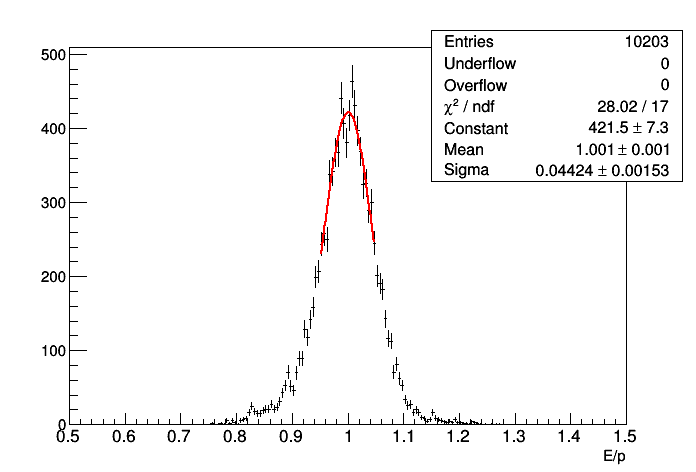 Entries 10203
Underflow 0
Overflow 0
χ² / ndf 28.02 / 17
Constant 421.5 ± 7.3
Mean 1.001 ± 0.001
Sigma 0.04424 ± 0.00153
500
400
300
200
100
0
0.5 0.6 0.7 0.8 0.9 1 1.1 1.2 1.3 1.4 1.5
E/p